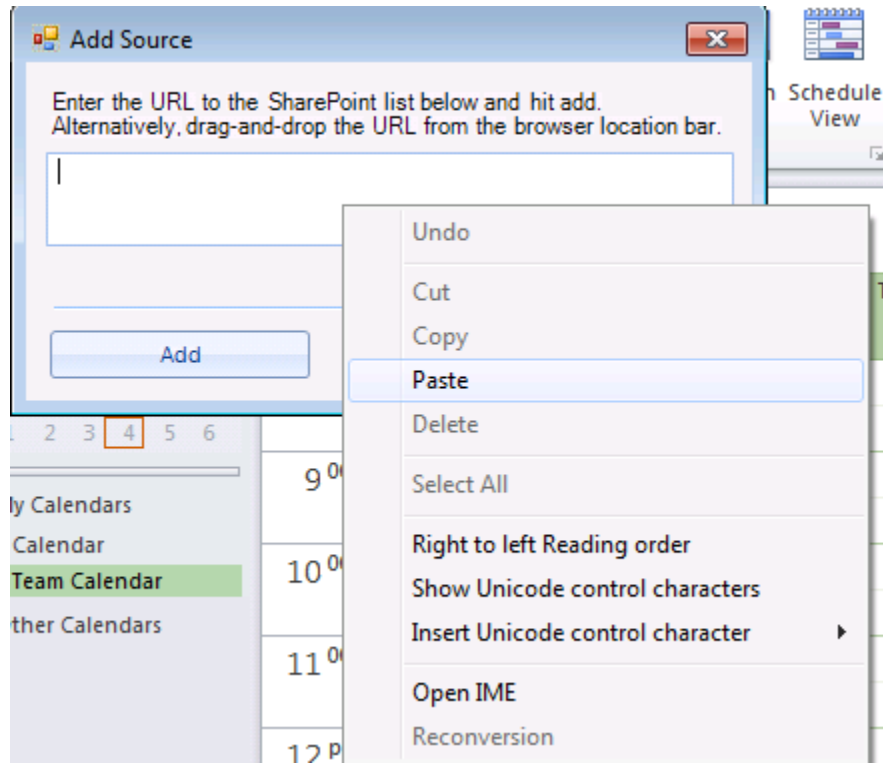 Add Source
Enter the URL to the SharePoint list below and hit add.
Alternatively, drag-and-drop the URL from the browser location bar.
Schedule
View
Undo
Cut
Copy
Paste
Delete
Select All
Right to left Reading order
Show Unicode control characters
Insert Unicode control character
Open IME
Reconversion
Add
2 3 4 5 6
Calendars
Calendar
Team Calendar
Calendars
9
10
11
12